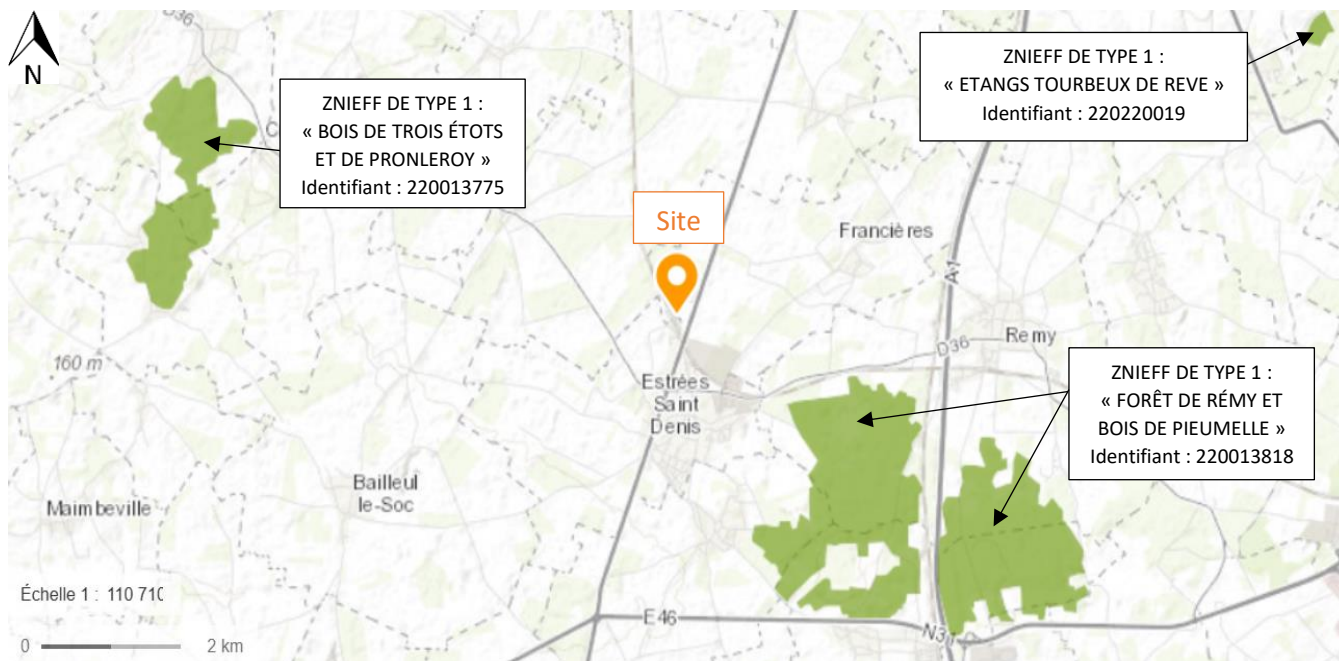 N
D36
ZNIEFF DE TYPE 1 :
« BOIS DE TROIS ÉTOTS
ET DE PRONLEROY »
Identifiant : 220013775
ZNIEFF DE TYPE 1 :
« ETANGS TOURBEUX DE REVE »
Identifiant : 220220019
Site
Francières
A1
D36
Remy
160 m
Estrées
Saint
Denis
ZNIEFF DE TYPE 1 :
« FORÊT DE RÉMY ET
BOIS DE PIEUMELLE »
Identifiant : 220013818
Bailleul
le-Soc
Maimbeville
Échelle 1 : 110 710
E46
N31
0 2 km